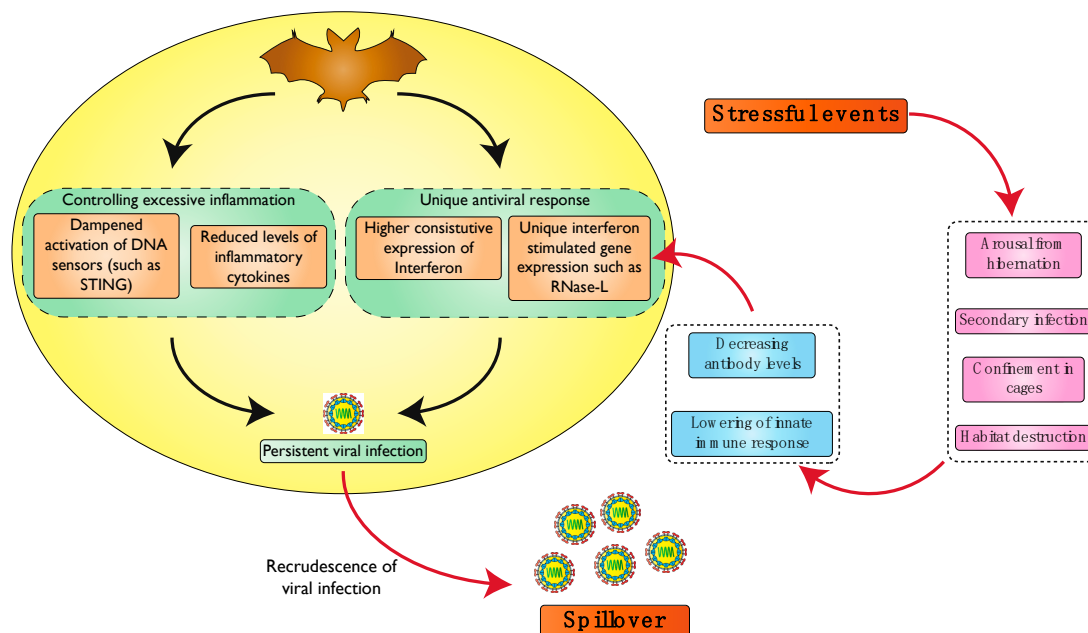 Controlling excessive inflammation
Dampened
activation of DNA
sensors (such as
STING)
Reduced levels of
inflammatory
cytokines
Unique antiviral response
Higher consistutive
expression of
Interferon
Unique interferon
stimulated gene
expression such as
RNase-L
Persistent viral infection
Recrudescence of
viral infection
Stressful events
Arousal from
hibernation
Secondary infection
Confinement in
cages
Habitat destruction
Decreasing
antibody levels
Lowering of innate
immune response
Spillover